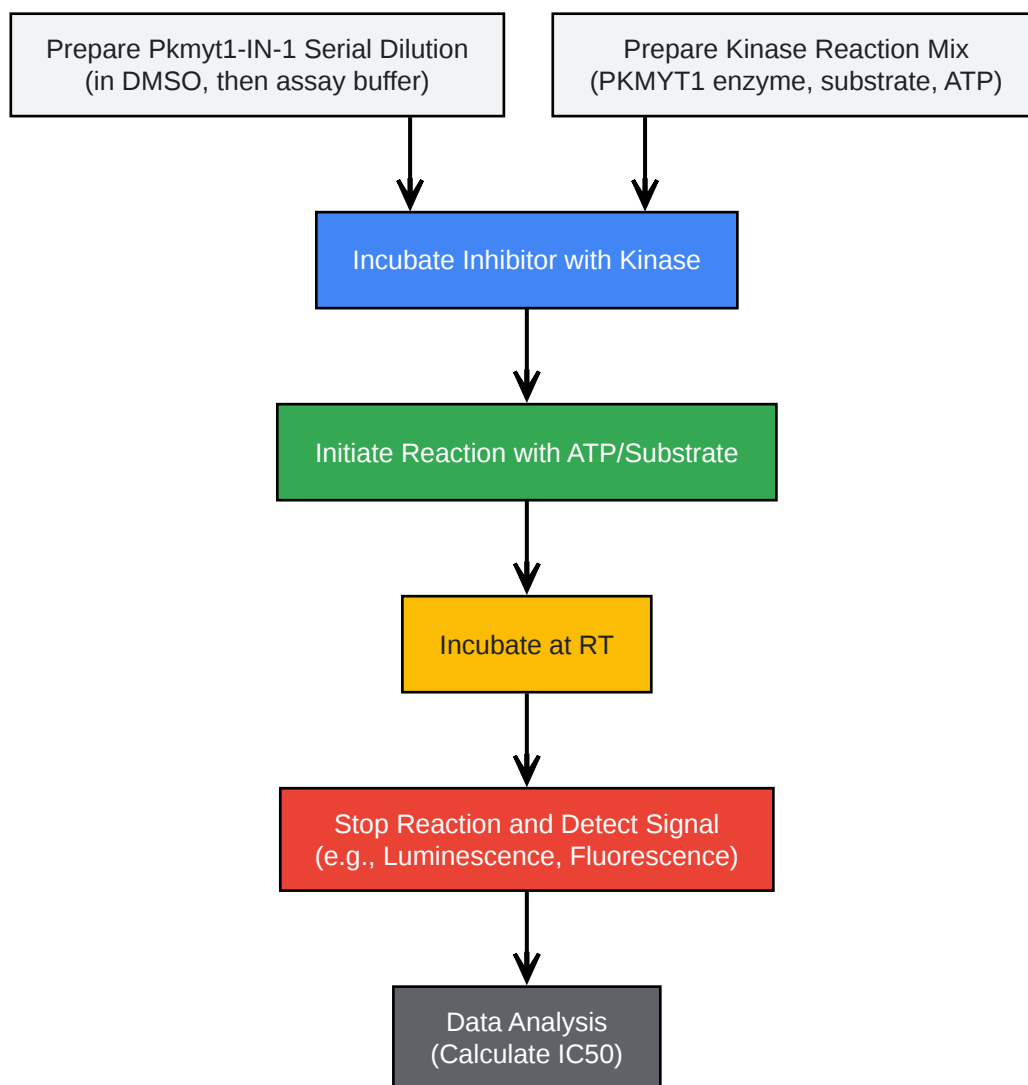 Prepare Pkmyt1-IN-1 Serial Dilution
(in DMSO, then assay buffer)
Prepare Kinase Reaction Mix
(PKMYT1 enzyme, substrate, ATP)
Incubate Inhibitor with Kinase
Initiate Reaction with ATP/Substrate
Incubate at RT
Stop Reaction and Detect Signal
(e.g., Luminescence, Fluorescence)
Data Analysis
(Calculate IC50)